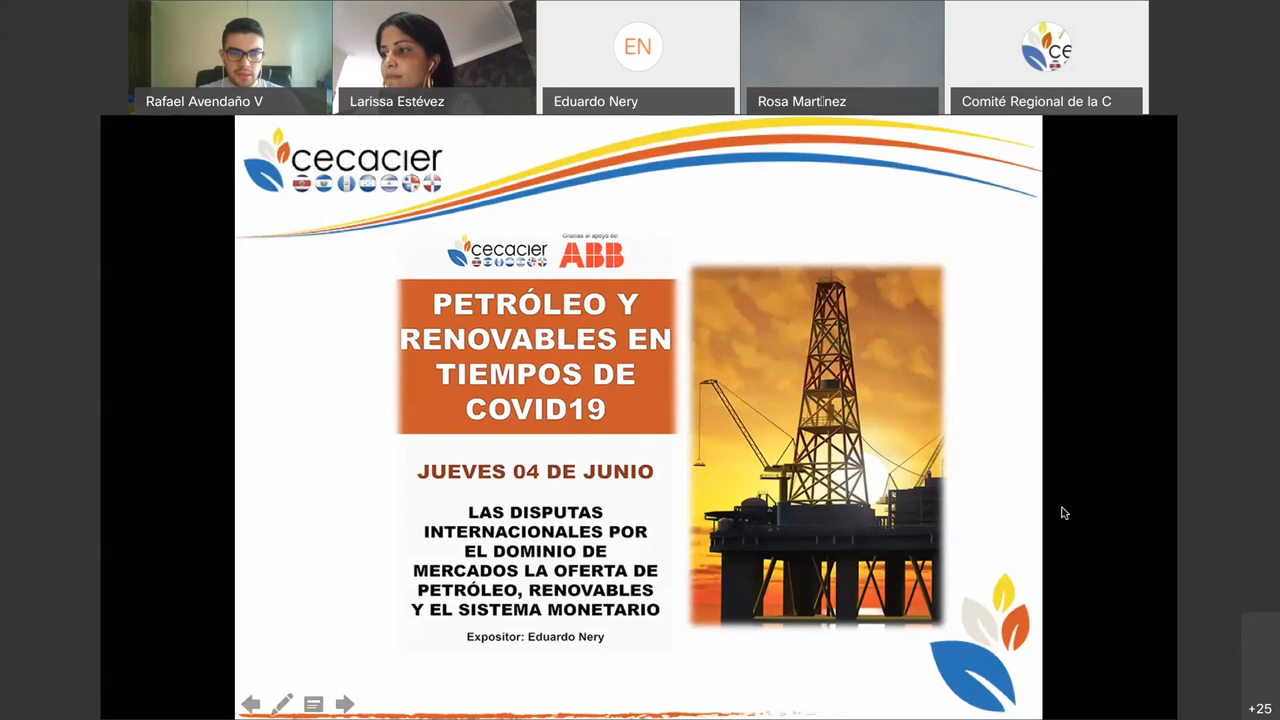 EN
ce
Rafael Avendaño V
Larissa Estévez
Eduardo Nery
Rosa Mart▯nez
Comité Regional de la C
cecacier
Gracias al apoyo de:
cecacier
ABB
PETRÓLEO Y
RENOVABLES EN
TIEMPOS DE
COVID19
JUEVES 04 DE JUNIO
LAS DISPUTAS
INTERNACIONALES POR
EL DOMINIO DE
MERCADOS LA OFERTA DE
PETRÓLEO, RENOVABLES
Y EL SISTEMA MONETARIO
Expositor: Eduardo Nery
+25